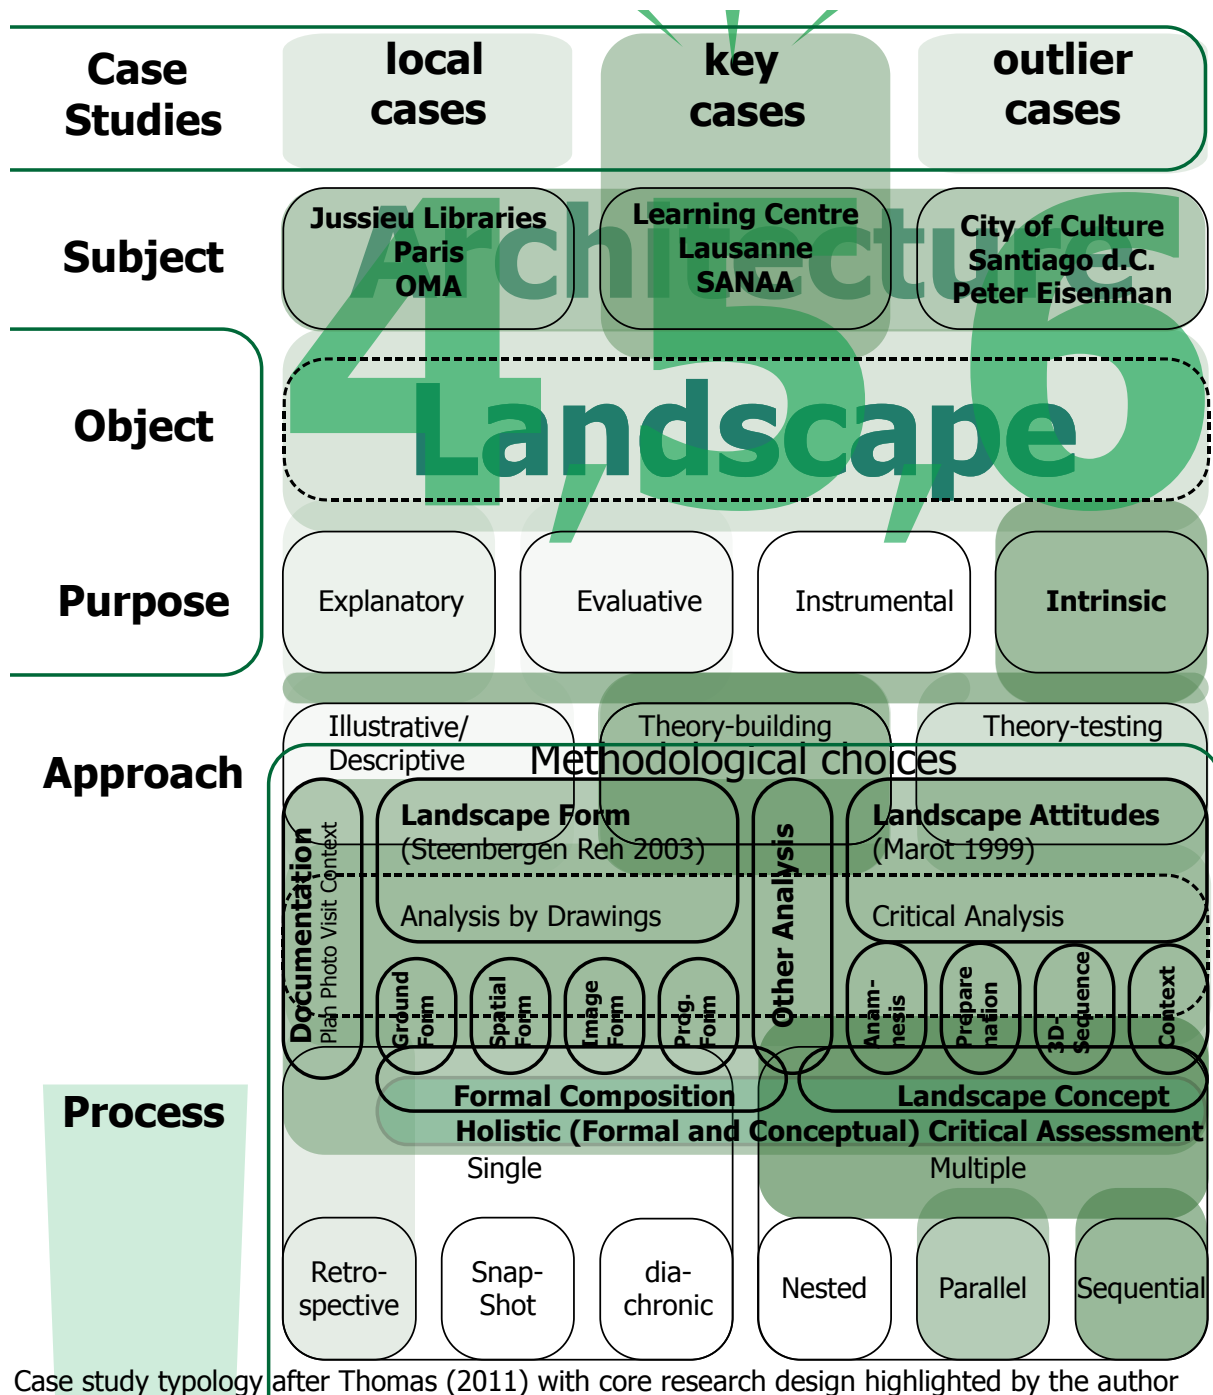 Case
Studies
local
cases
key
cases
outlier
cases
Subject
Jussieu Libraries
Paris
OMA
Learning Centre
Lausanne
SANAA
City of Culture
Santiago d.C.
Peter Eisenman
Architecture
4, 5, 6
Object
Landscape
Purpose
Explanatory
Evaluative
Instrumental
Intrinsic
Approach
Illustrative/
Descriptive
Theory-building
Theory-testing
Methodological choices
Documentation
Plan Photo Visit Context
Landscape Form
(Steenbergen Reh 2003)
Analysis by Drawings
Other Analysis
Landscape Attitudes
(Marot 1999)
Critical Analysis
Ground
Form
Spatial
Form
Image
Form
Prog.
Form
Anam-
nesis
Prepare
nation
3D-
Sequence
Context
Process
Formal Composition
Landscape Concept
Holistic (Formal and Conceptual) Critical Assessment
Single
Multiple
Retro-
spective
Snap-
Shot
dia-
chronic
Nested
Parallel
Sequential
Case study typology after Thomas (2011) with core research design highlighted by the author